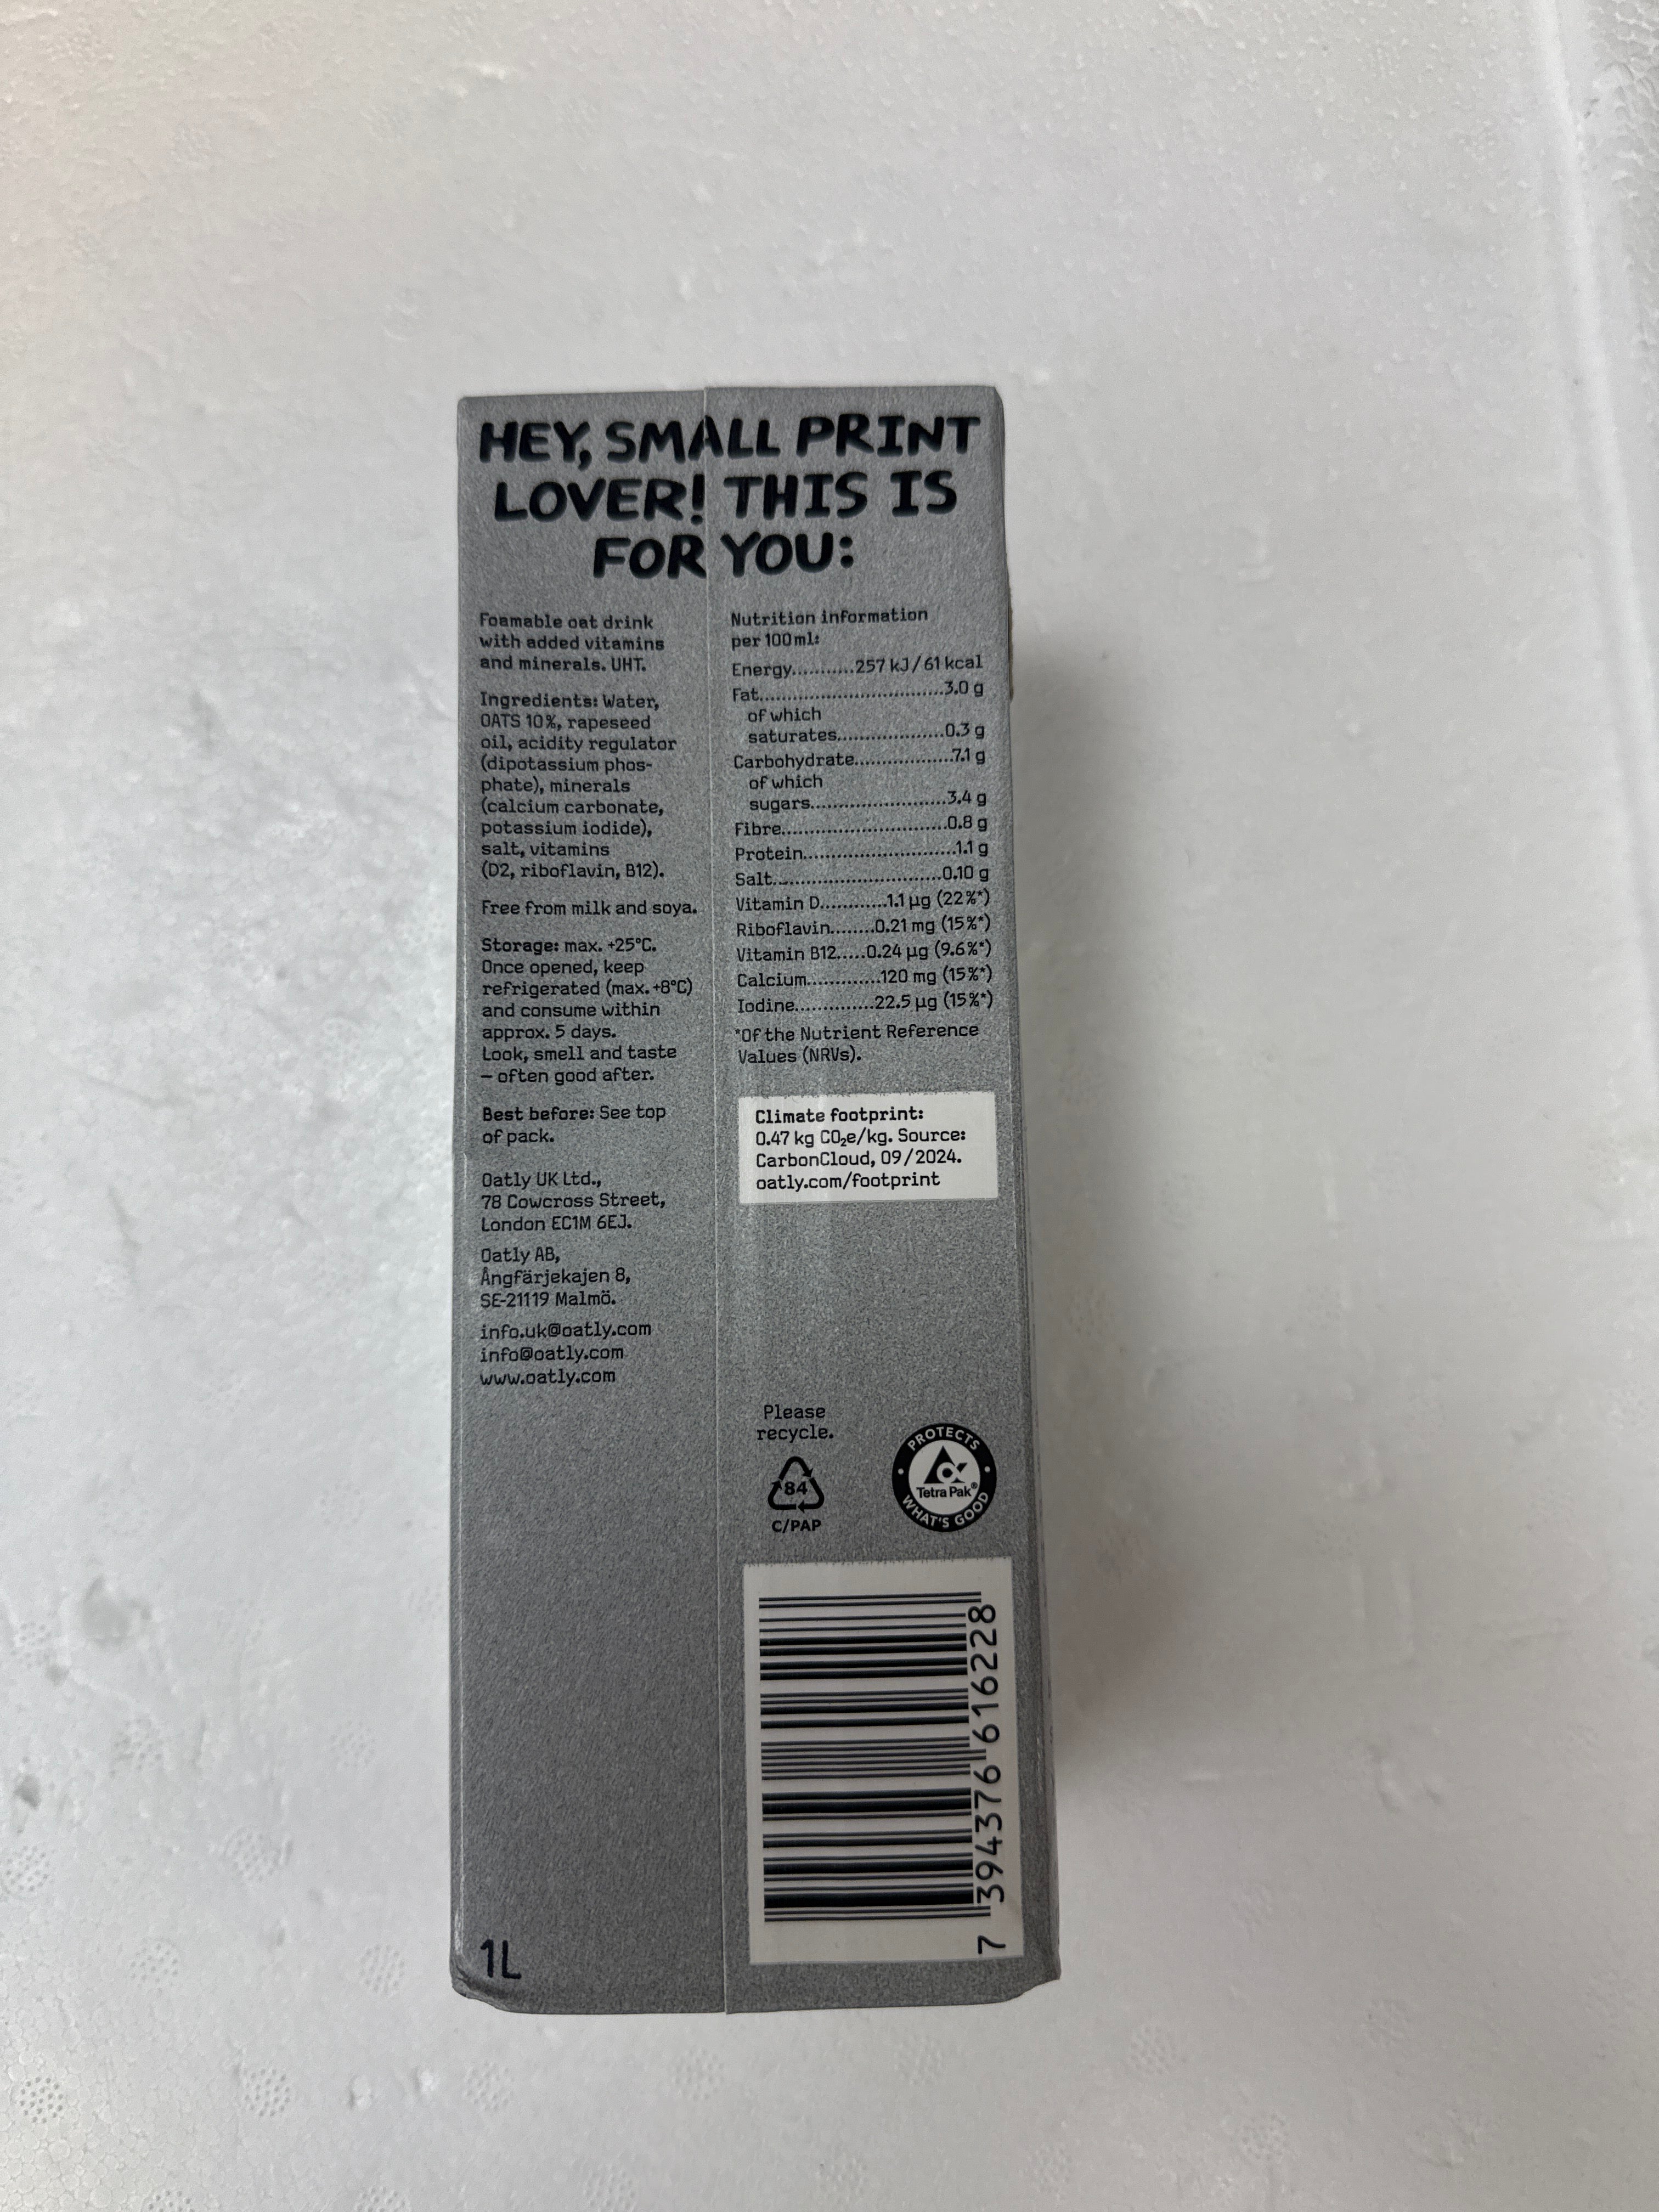 HEY, SMALL PRINT
LOVER! THIS IS
FOR YOU:
Foamable oat drink
with added vitamins
and minerals. UHT.
Ingredients: Water,
OATS 10%, rapeseed
oil, acidity regulator
(dipotassium phos-
phate), minerals
(calcium carbonate,
potassium iodide),
salt, vitamins
(D2, riboflavin, B12).
Free from milk and soya.
Storage: max. +25°C.
Once opened, keep
refrigerated (max. +8°C)
and consume within
approx. 5 days.
Look, smell and taste
– often good after.
Best before: See top
of pack.
Oatly UK Ltd.,
78 Cowcross Street,
London EC1M 6EJ.
Oatly AB,
Ångfärjekajen 8,
SE-21119 Malmö.
info.uk@oatly.com
info@oatly.com
www.oatly.com
1L
Nutrition information
per 100 ml:
Energy...........257 kJ/61 kcal
Fat................................3.0 g
of which
saturates...................0.3 g
Carbohydrate.................7.1 g
of which
sugars........................3.4 g
Fibre.............................0.8 g
Protein...........................1.1 g
Salt..............................0.10 g
Vitamin D............1.1 µg (22%*)
Riboflavin........0.21 mg (15%*)
Vitamin B12.....0.24 µg (9.6%*)
Calcium.............120 mg (15%*)
Iodine..............22.5 µg (15%*)
*Of the Nutrient Reference
Values (NRVs).
Climate footprint:
0.47 kg CO₂e/kg. Source:
CarbonCloud, 09/2024.
oatly.com/footprint
Please
recycle.
84
C/PAP
PROTECTS
Tetra Pak®
WHAT'S GOOD
7 394376 616228